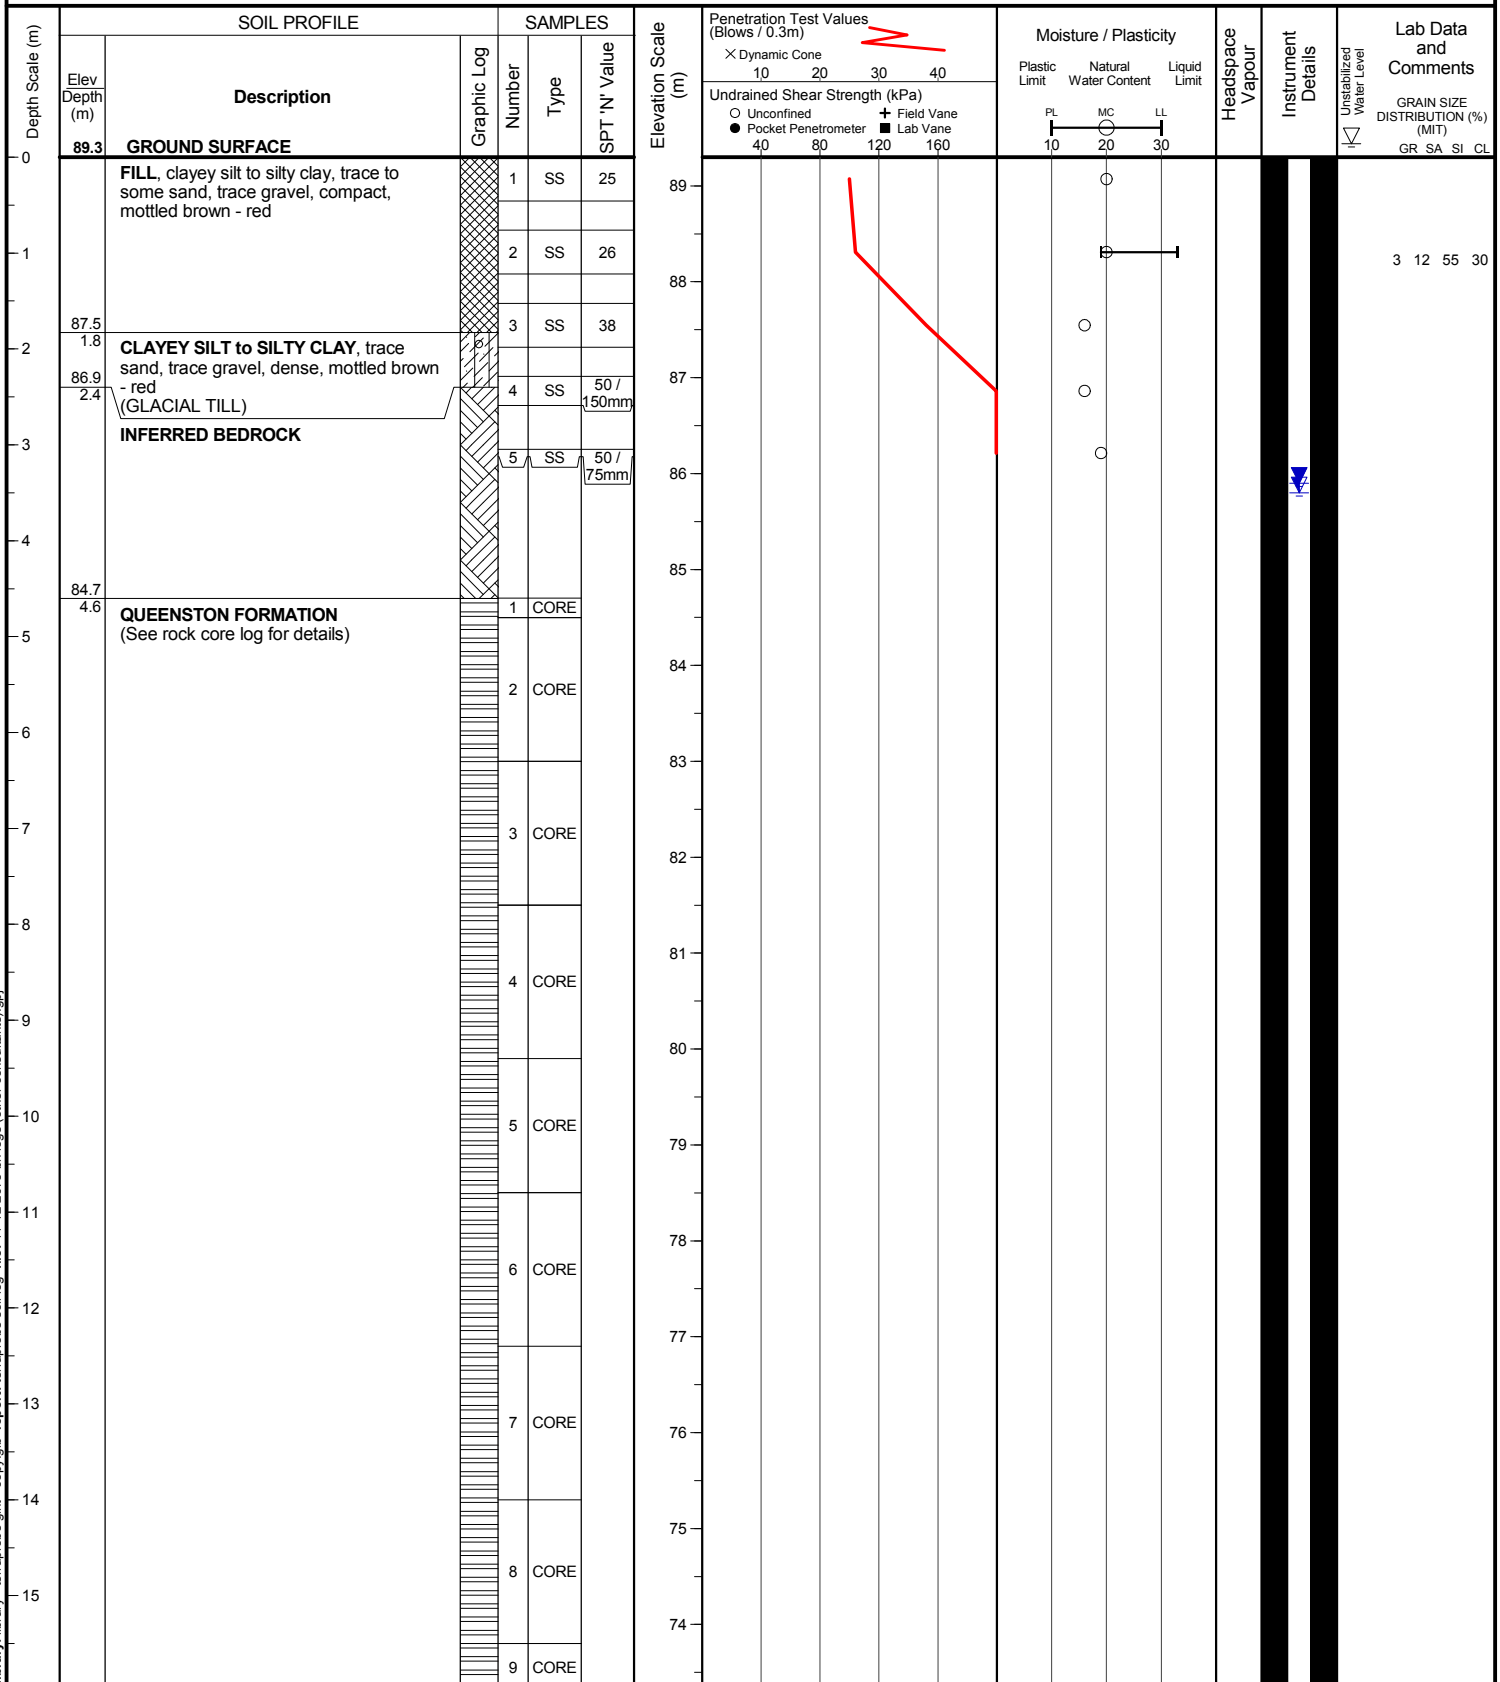 SOIL PROFILE
SAMPLES
Depth Scale (m)
Elev
Depth
(m)
Description
Graphic Log
Number
Type
SPT 'N' Value
Elevation Scale
(m)
Penetration Test Values
(Blows / 0.3m)
Dynamic Cone
10 20 30 40
Undrained Shear Strength (kPa)
Unconfined
Field Vane
Pocket Penetrometer
Lab Vane
40 80 120 160
Moisture / Plasticity
Plastic
Limit
Natural
Water Content
Liquid
Limit
PL MC LL
10 20 30
Headspace
Vapour
Instrument
Details
Unstabilized
Water Level
Lab Data
and
Comments
GRAIN SIZE
DISTRIBUTION (%)
(MIT)
GR SA SI CL
89.3 GROUND SURFACE
FILL, clayey silt to silty clay, trace to
some sand, trace gravel, compact,
mottled brown - red
87.5
1.8
CLAYEY SILT to SILTY CLAY, trace
sand, trace gravel, dense, mottled brown
- red
(GLACIAL TILL)
86.9
2.4
INFERRED BEDROCK
84.7
4.6
QUEENSTON FORMATION
(See rock core log for details)
1 SS 25
2 SS 26
3 SS 38
4 SS 50 /
150mm
5 SS 50 /
75mm
1 CORE
2 CORE
3 CORE
4 CORE
5 CORE
6 CORE
7 CORE
8 CORE
9 CORE
0
1
2
3
4
5
6
7
8
9
10
11
12
13
14
15
89
88
87
86
85
84
83
82
81
80
79
78
77
76
75
74
3 12 55 30